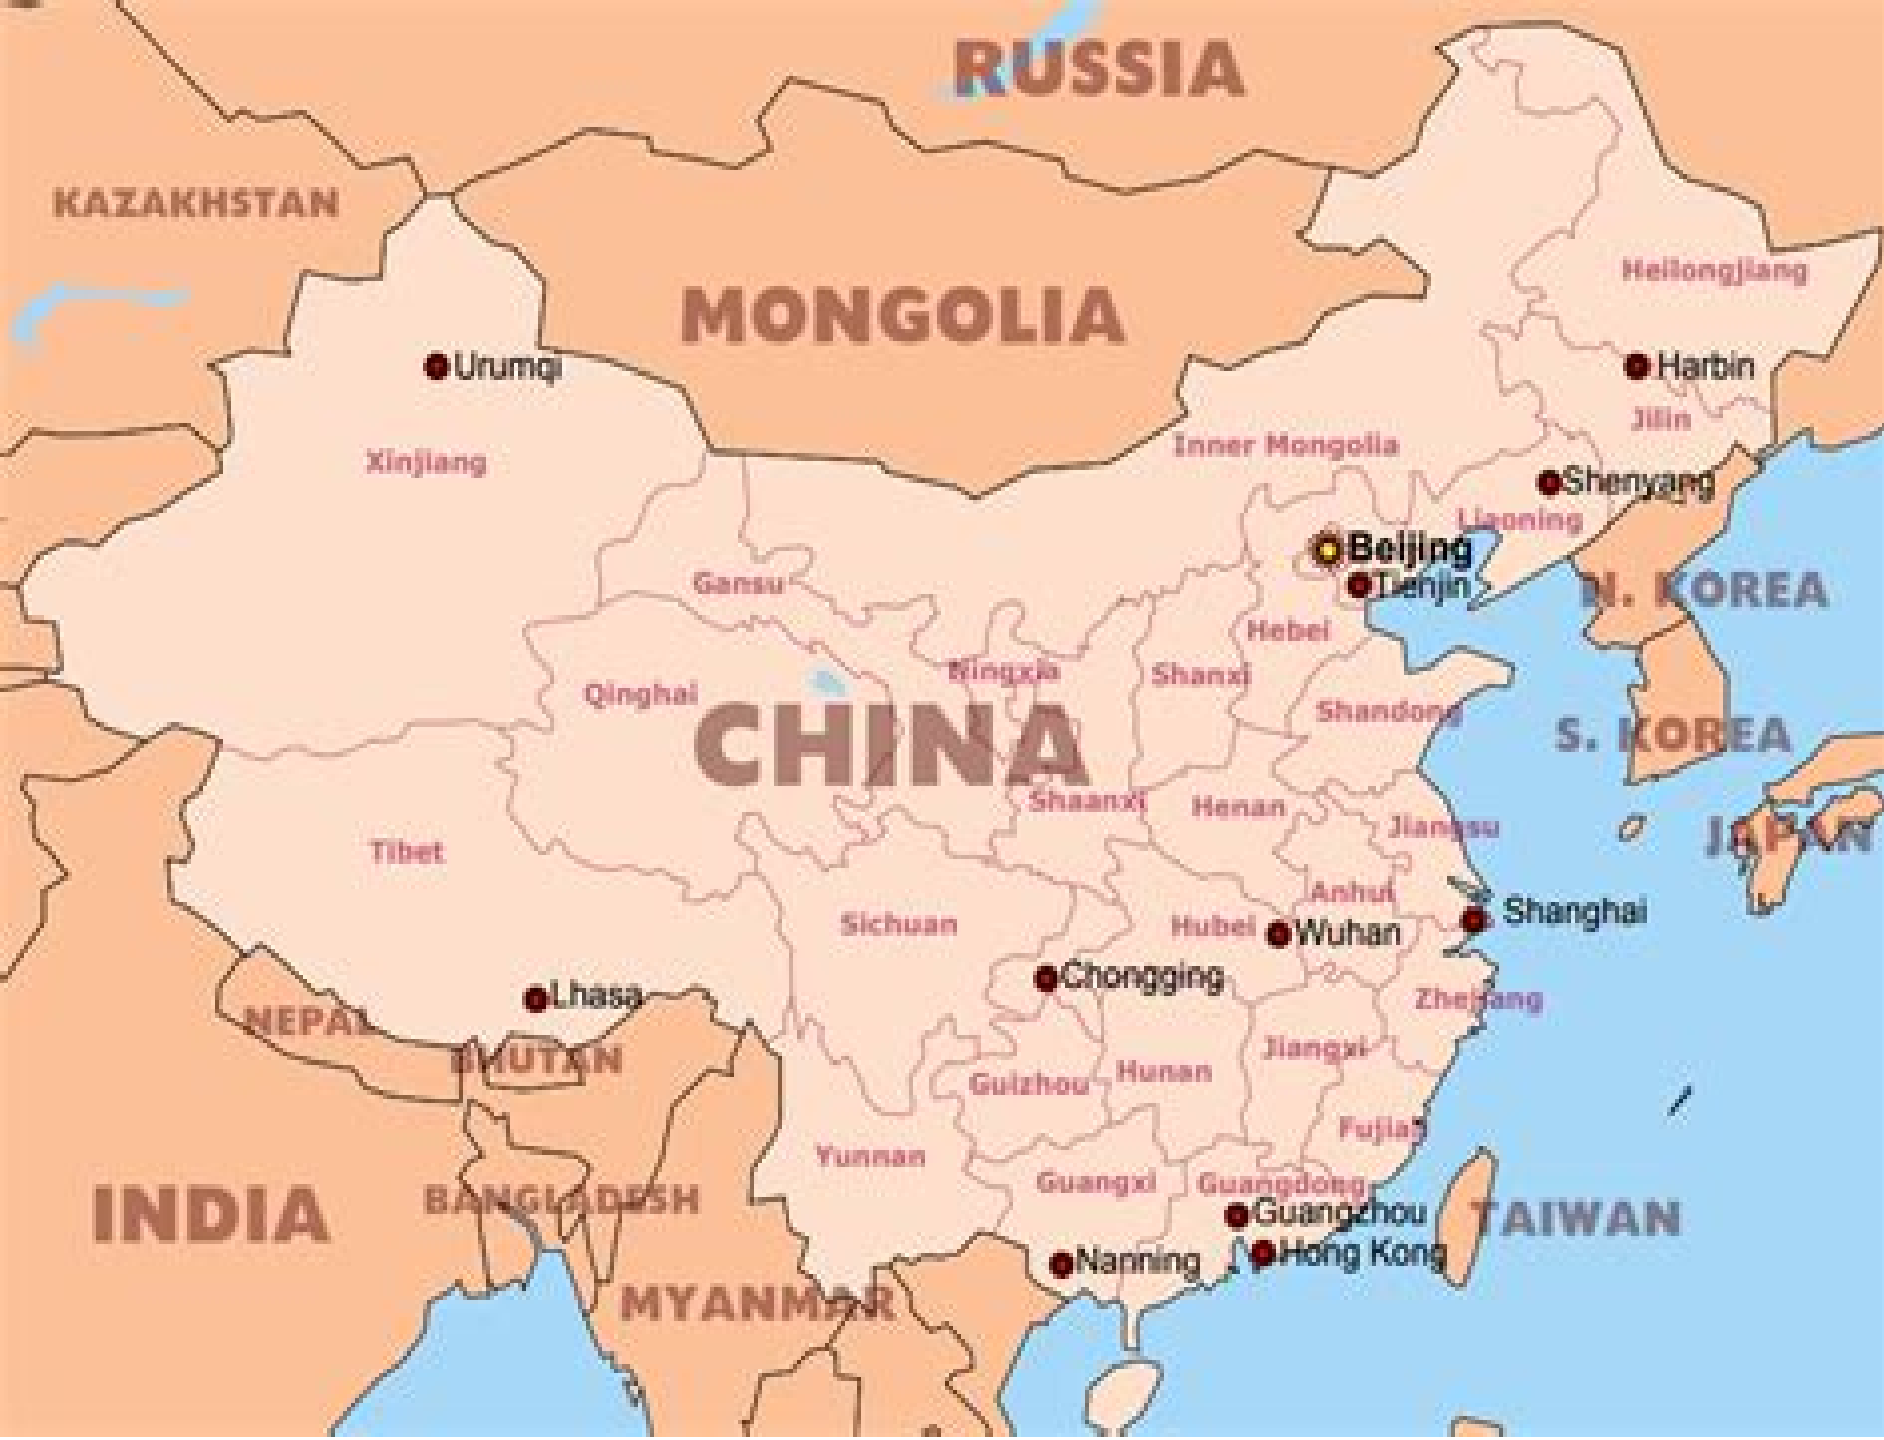 RUSSIA
KAZAKHSTAN
Heilongjiang
MONGOLIA
Urumqi
Harbin
Jilin
Inner Mongolia
Xinjiang
Shenyang
Liaoning
Beijing
Gansu
Tienjin
N. KOREA
Hebei
Ningxia
Shanxi
Qinghai
Shandong
CHINA
S. KOREA
Shaanxi
Henan
Jiangsu
JAPAN
Tibet
Anhui
Shanghai
Sichuan
Hubei
Wuhan
Chongging
Lhasa
Zhejiang
NEPAL
Jiangxi
BHUTAN
Hunan
Guizhou
Fujian
Yunnan
Guangxi
Guangdong
BANGLADESH
INDIA
Guangzhou
TAIWAN
Hong Kong
Nanning
MYANMAR